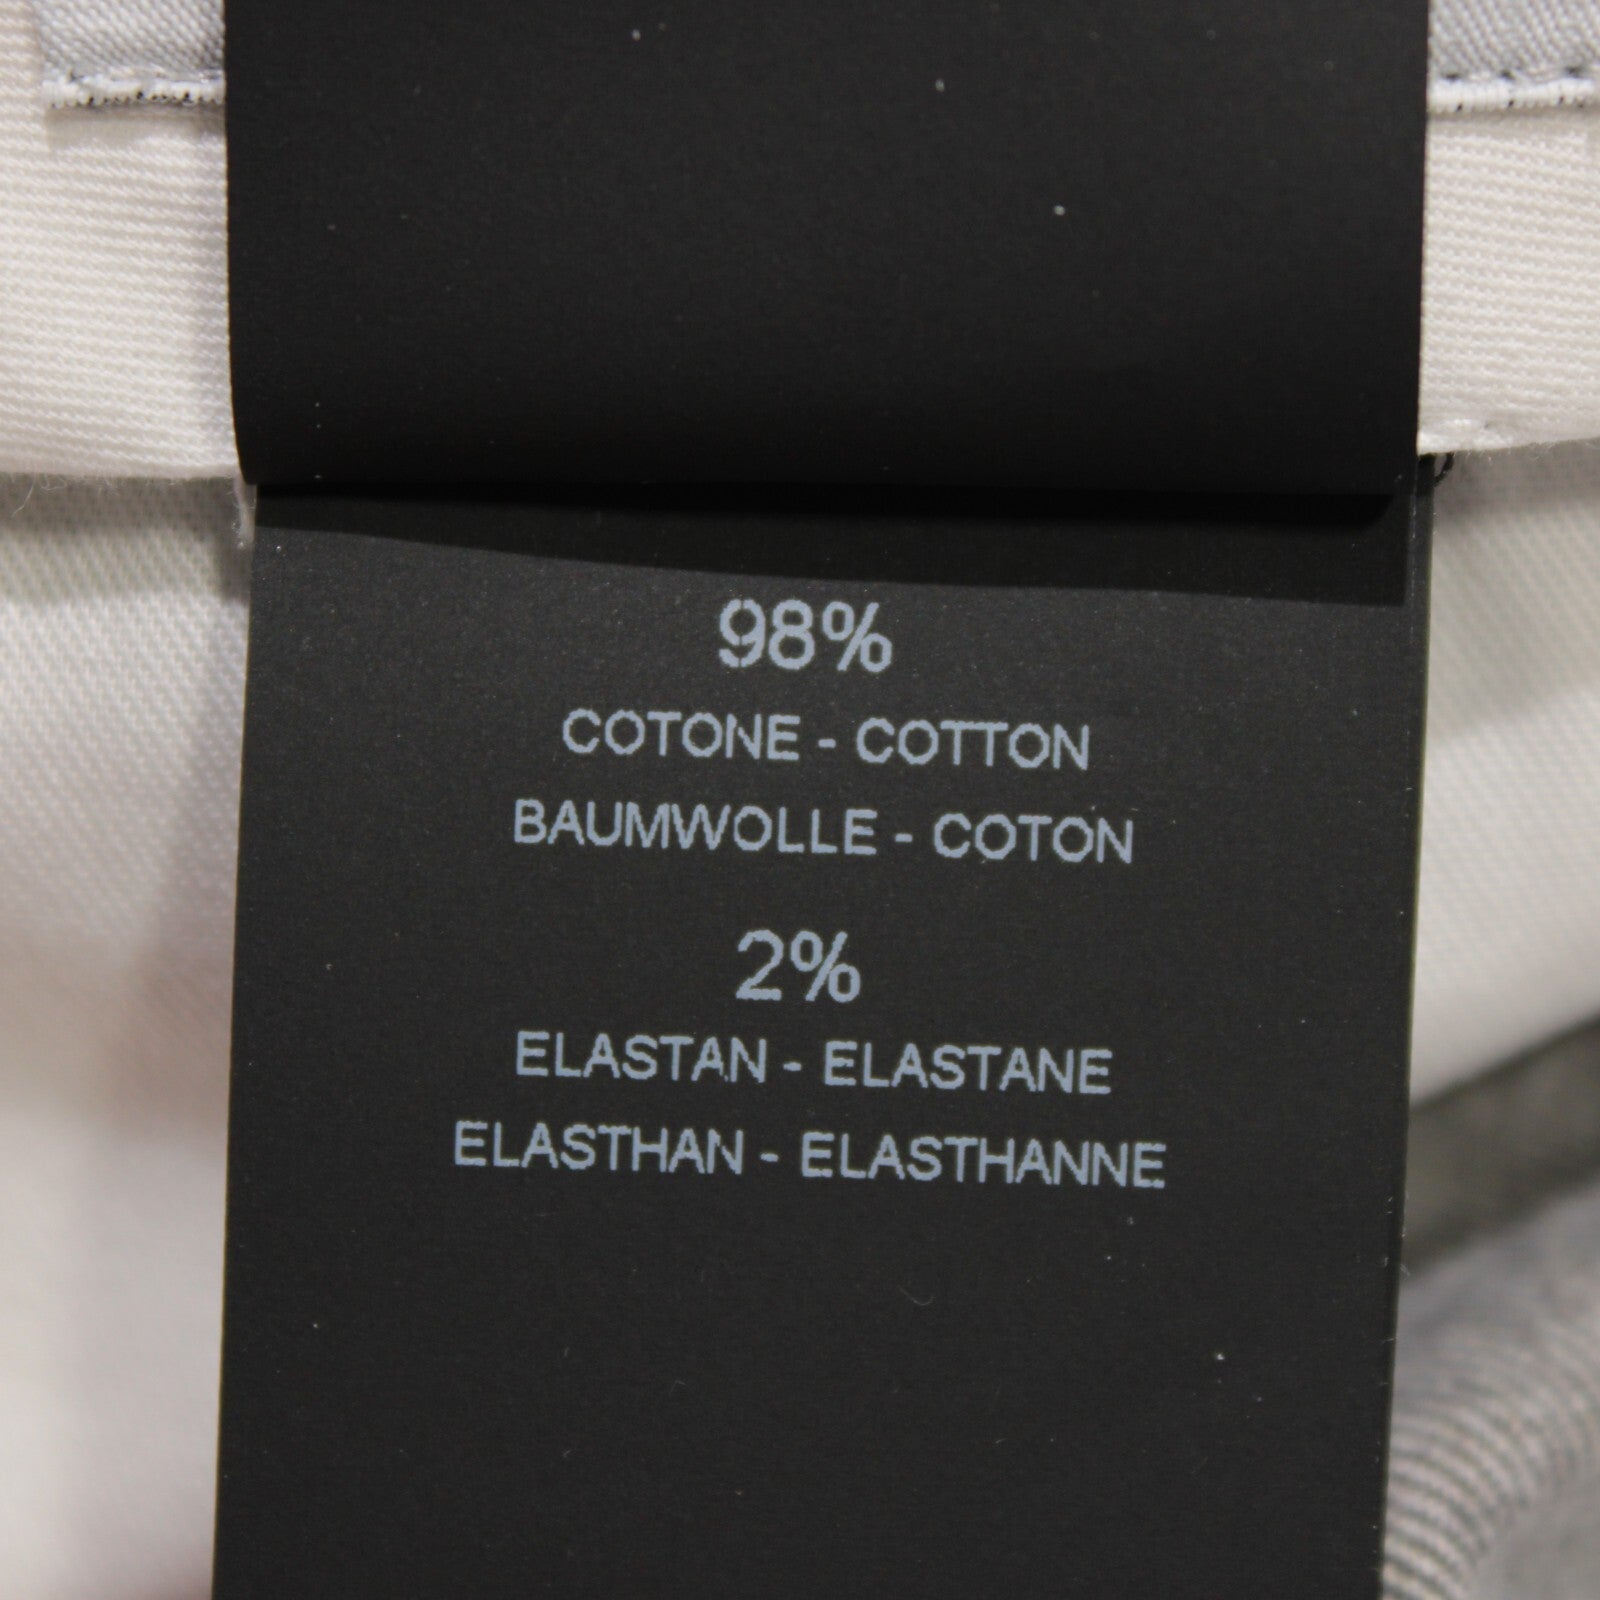 98%
COTONE - COTTON
BAUMWOLLE - COTON
2%
ELASTAN - ELASTANE
ELASTHAN - ELASTHANNE